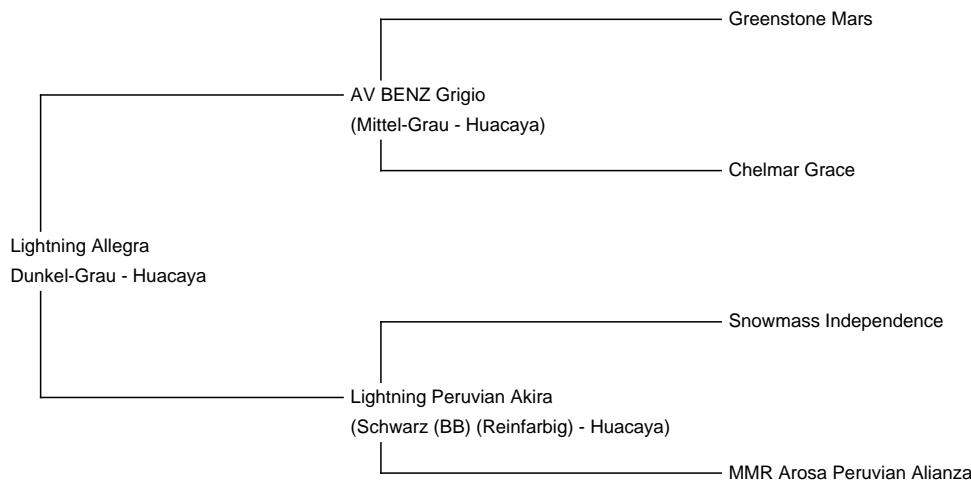 Greenstone Mars
AV BENZ Grigio
(Mittel-Grau - Huacaya)
Chelmar Grace
Lightning Allegra
Dunkel-Grau - Huacaya
Snowmass Independence
Lightning Peruvian Akira
(Schwarz (BB) (Reinfarbig) - Huacaya)
MMR Arosa Peruvian Alianza